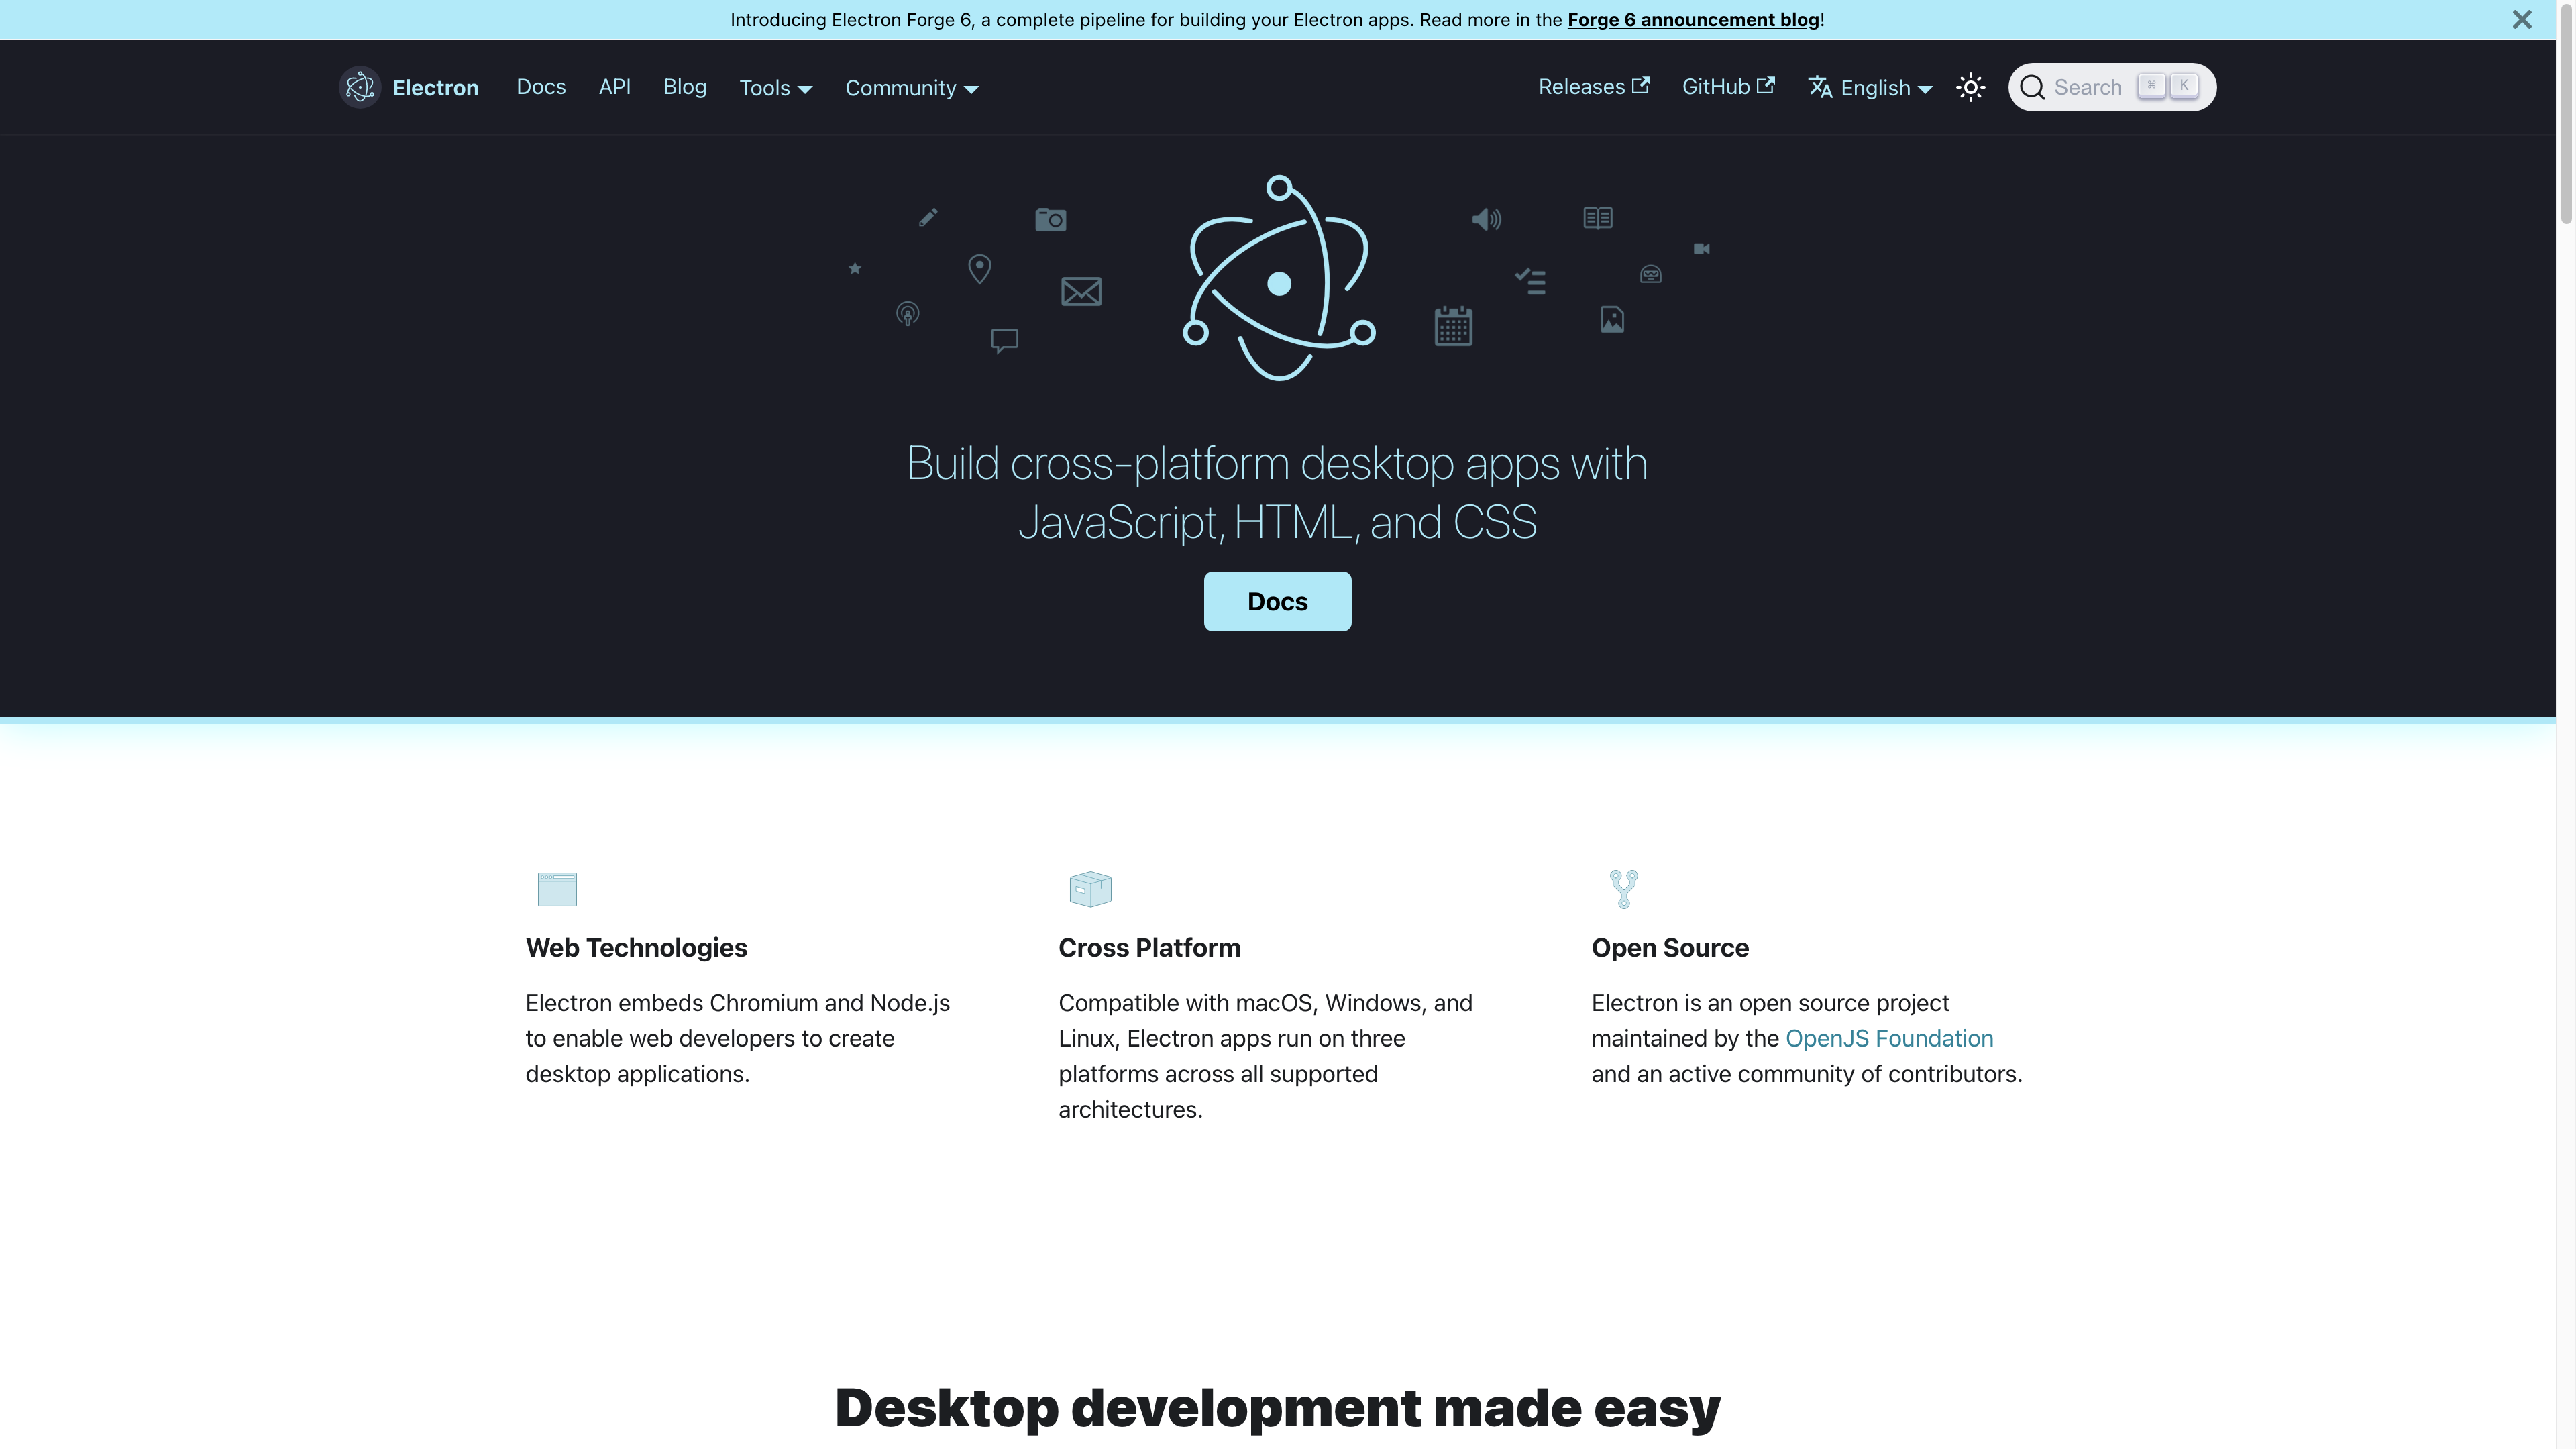 Introducing Electron Forge 6, a complete pipeline for building your Electron apps. Read more in the Forge 6 announcement blog!
Electron Docs API Blog Tools Community Releases GitHub English Search ⌘ K
Build cross-platform desktop apps with
JavaScript, HTML, and CSS
Docs
Web Technologies
Electron embeds Chromium and Node.js
to enable web developers to create
desktop applications.
Cross Platform
Compatible with macOS, Windows, and
Linux, Electron apps run on three
platforms across all supported
architectures.
Open Source
Electron is an open source project
maintained by the OpenJS Foundation
and an active community of contributors.
Desktop development made easy